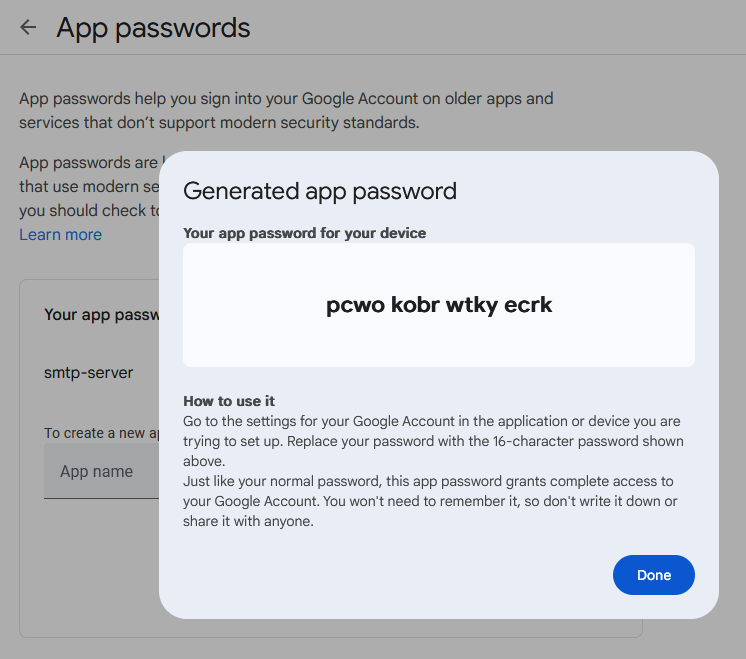 App passwords
App passwords help you sign into your Google Account on older apps and
services that don’t support modern security standards.
App passwords are
that use modern se
you should check to
Learn more
Your app passw
smtp-server
To create a new ap
App name
Generated app password
Your app password for your device
pcwo kobr wtky ecrk
How to use it
Go to the settings for your Google Account in the application or device you are
trying to set up. Replace your password with the 16-character password shown
above.
Just like your normal password, this app password grants complete access to
your Google Account. You won't need to remember it, so don't write it down or
share it with anyone.
Done